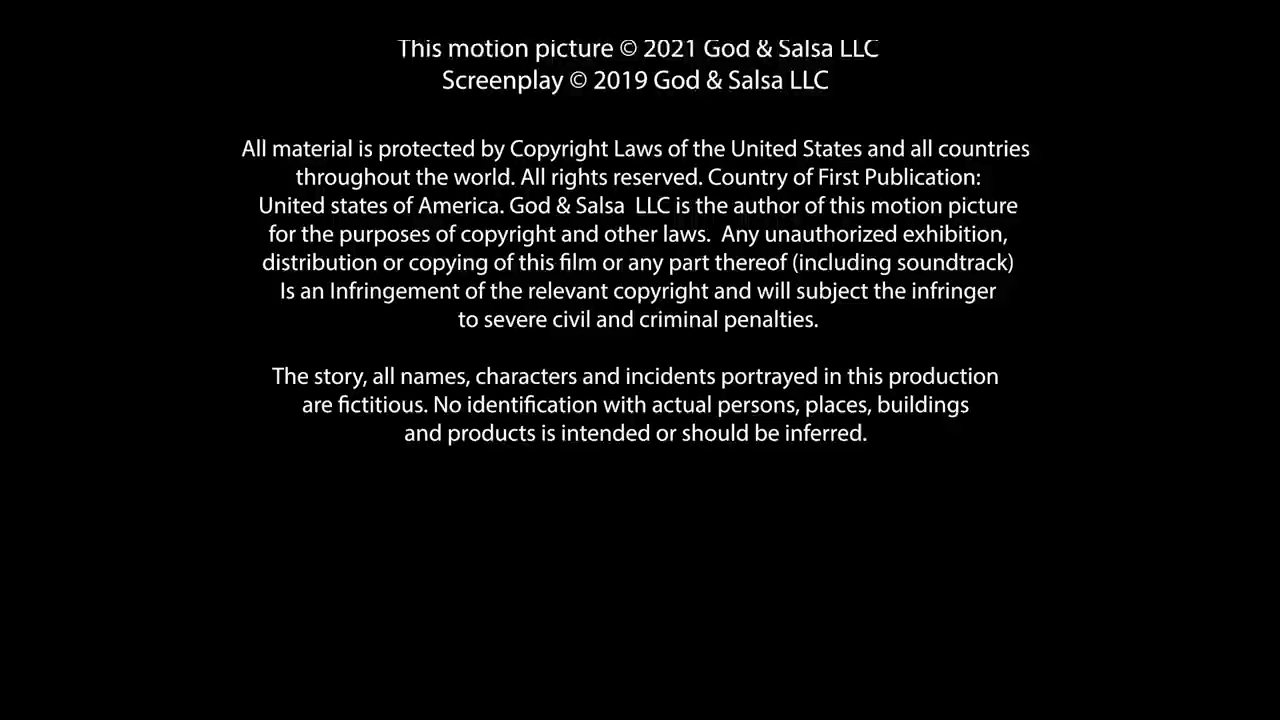 This motion picture © 2021 God & Salsa LLC
Screenplay © 2019 God & Salsa LLC
All material is protected by Copyright Laws of the United States and all countries
throughout the world. All rights reserved. Country of First Publication:
United states of America. God & Salsa  LLC is the author of this motion picture
for the purposes of copyright and other laws.  Any unauthorized exhibition,
distribution or copying of this film or any part thereof (including soundtrack)
Is an Infringement of the relevant copyright and will subject the infringer
to severe civil and criminal penalties.
The story, all names, characters and incidents portrayed in this production
are fictitious. No identification with actual persons, places, buildings
and products is intended or should be inferred.